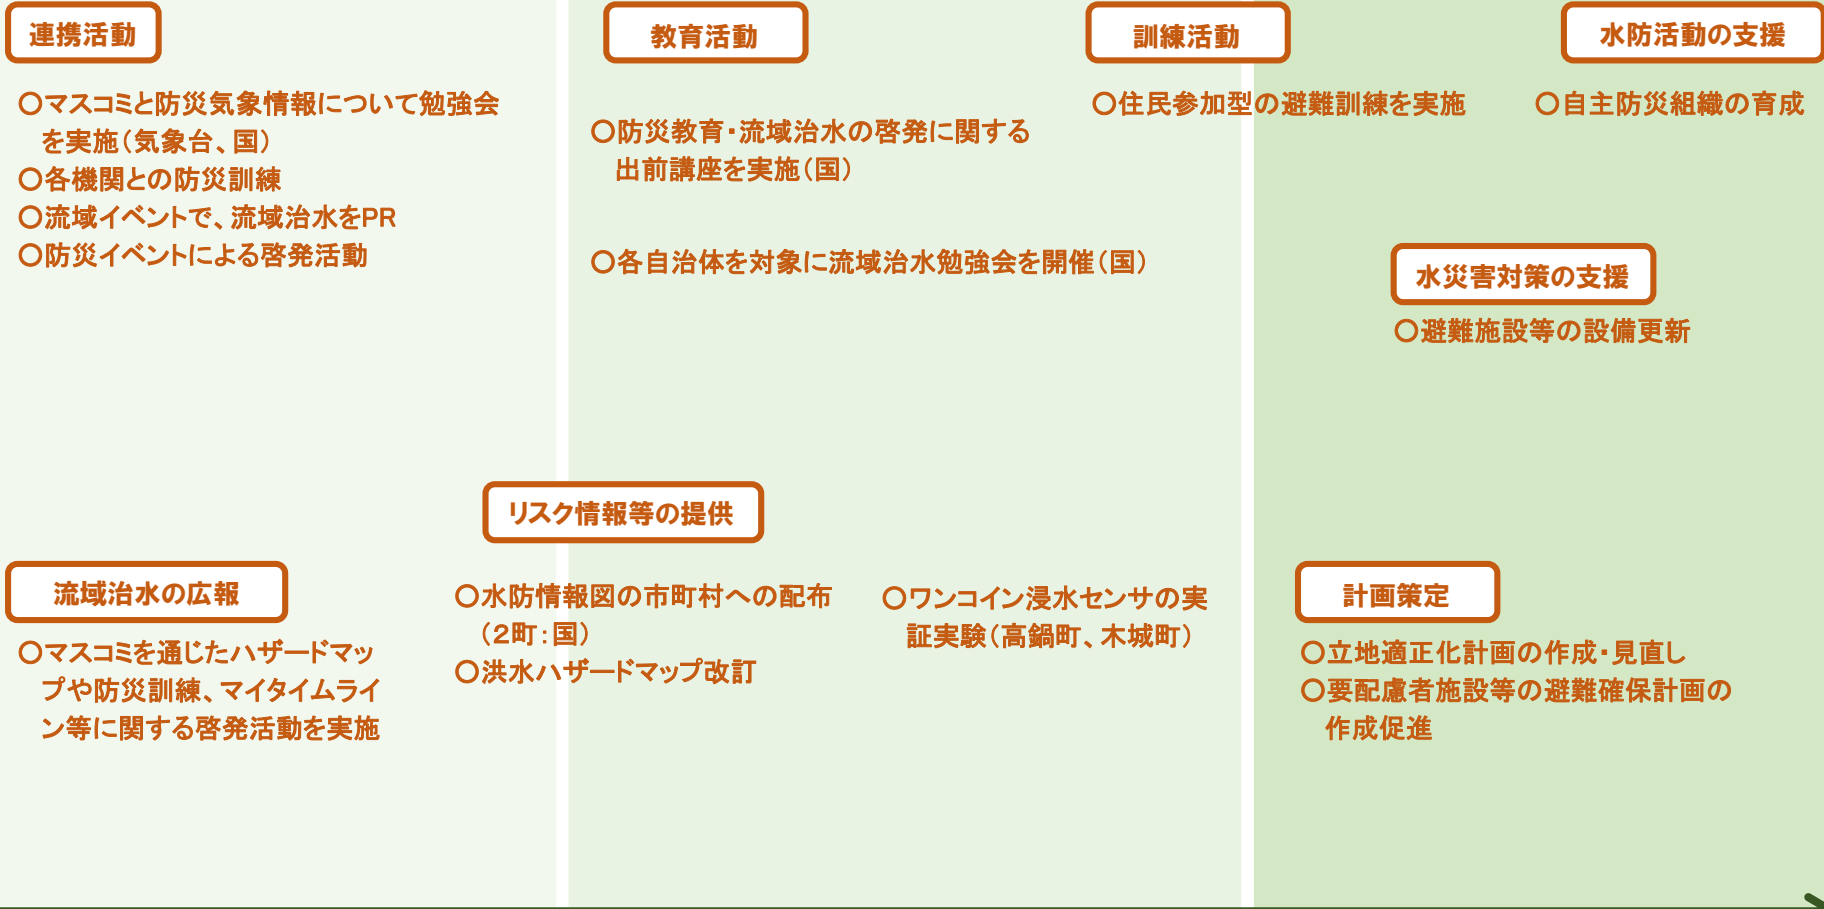 連携活動
○マスコミと防災気象情報について勉強会
を実施(気象台、国)
○各機関との防災訓練
○流域イベントで、流域治水をPR
○防災イベントによる啓発活動
教育活動
○防災教育・流域治水の啓発に関する
出前講座を実施(国)
○各自治体を対象に流域治水勉強会を開催(国)
訓練活動
○住民参加型の避難訓練を実施
水防活動の支援
○自主防災組織の育成
水災害対策の支援
○避難施設等の設備更新
流域治水の広報
○マスコミを通じたハザードマッ
プや防災訓練、マイタイムライ
ン等に関する啓発活動を実施
リスク情報等の提供
○水防情報図の市町村への配布
(2町:国)
○洪水ハザードマップ改訂
○ワンコイン浸水センサの実
証実験(高鍋町、木城町)
計画策定
○立地適正化計画の作成・見直し
○要配慮者施設等の避難確保計画の
作成促進